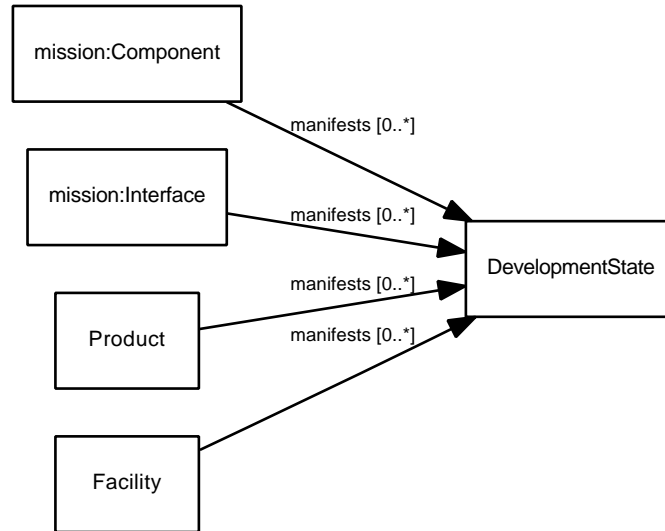 mission:Component
manifests [0..*]
mission:Interface
manifests [0..*]
DevelopmentState
manifests [0..*]
Product
manifests [0..*]
Facility